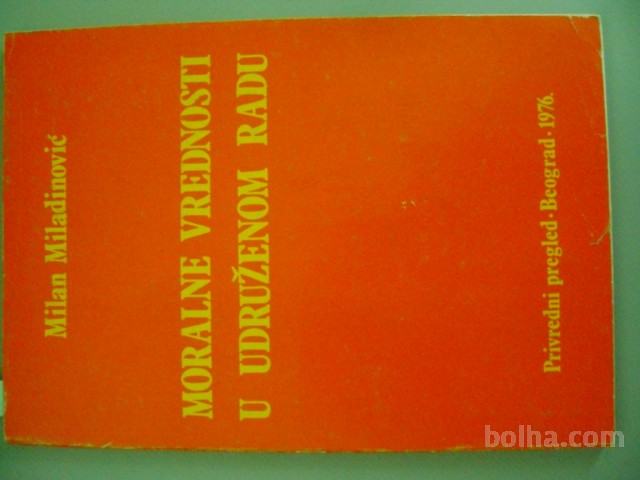 Milan Miladinović
MORALNE VREDNOSTI
U UDRUŽENOM RADU
Privredni pregled · Beograd · 1976.
bolha.com